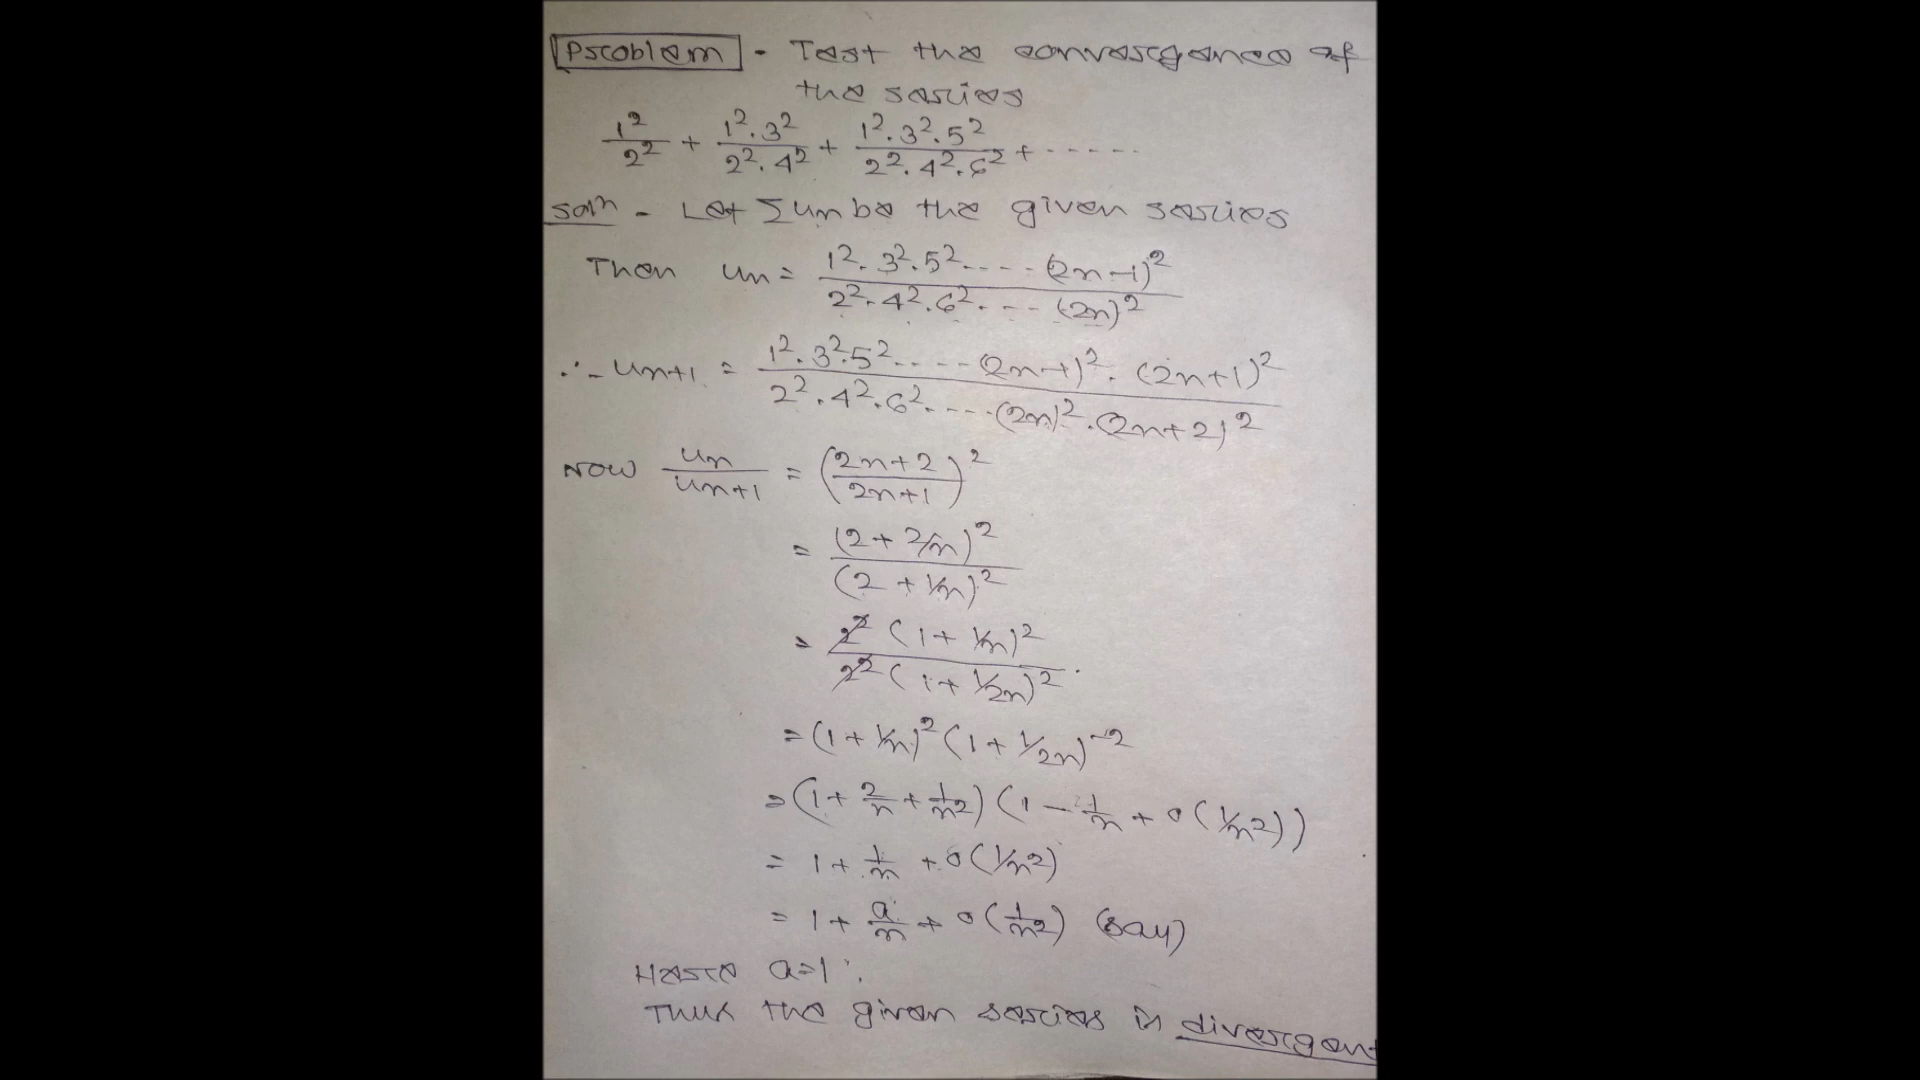 Problem - Test the convergence of
the series
1²/2² + 1².3²/2².4² + 1².3².5²/2².4².6² + .....
Soln - Let Σun be the given series
Then un = 1².3².5².....(2n-1)²/2².4².6²....(2n)²
∴ un+1 = 1².3².5².....(2n-1)².(2n+1)²/2².4².6².....(2n)².(2n+2)²
Now un/un+1 = ((2n+2)/(2n+1))²
= (2+2/n)²/(2+1/n)²
= 2²(1+1/n)²/2²(1+1/2n)².
= (1+1/n)²(1+1/2n)⁻²
= (1+2/n+1/n²)(1-1/n+o(1/n²))
= 1+1/n+o(1/n²)
= 1+a/n+o(1/n²) (say)
Here a=1.
Thus the given series is divergent